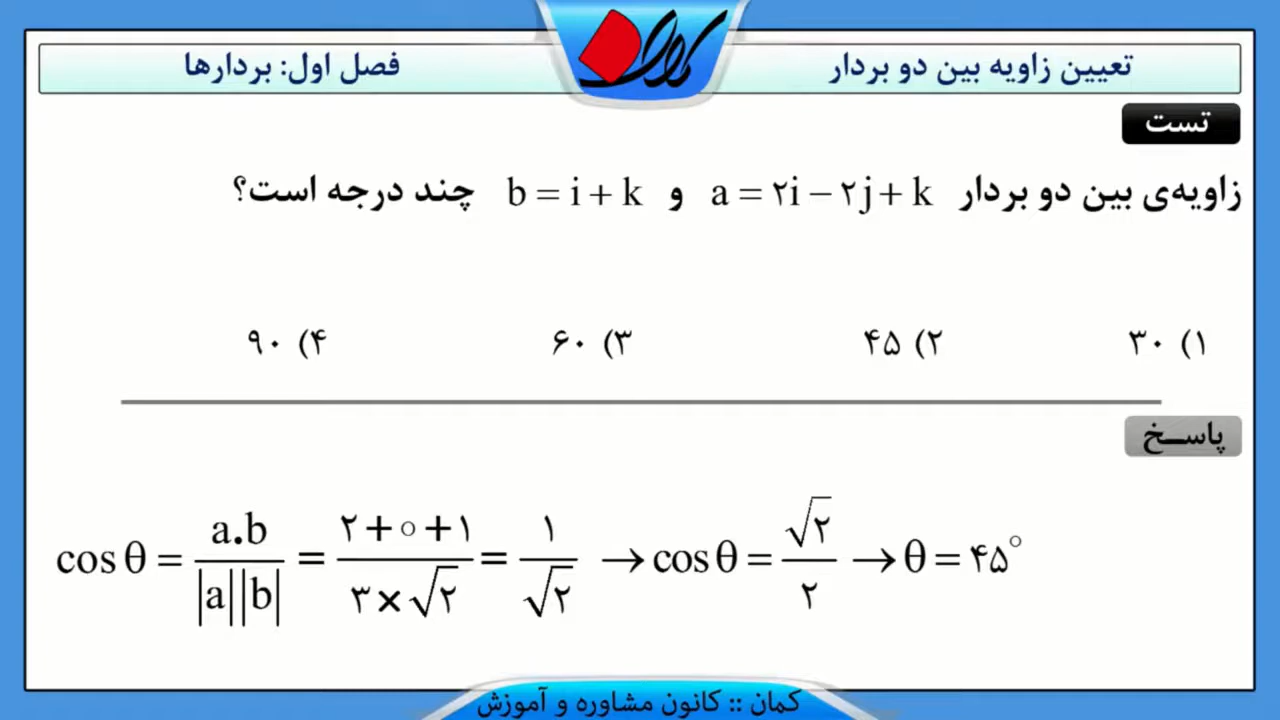 تعیین زاویه بین دو بردار
فصل اول: بردارها
تست
زاویه‌ی بین دو بردار a = ۲i − ۲j + k و b = i + k چند درجه است؟
۱) ۳۰ ۲) ۴۵ ۳) ۶۰ ۴) ۹۰
پاسـخ
cos θ = a.b / |a||b| = ۲+۰+۱ / ۳×√۲ = ۱ / √۲ → cos θ = √۲ / ۲ → θ = ۴۵°
کمان :: کانون مشاوره و آموزش